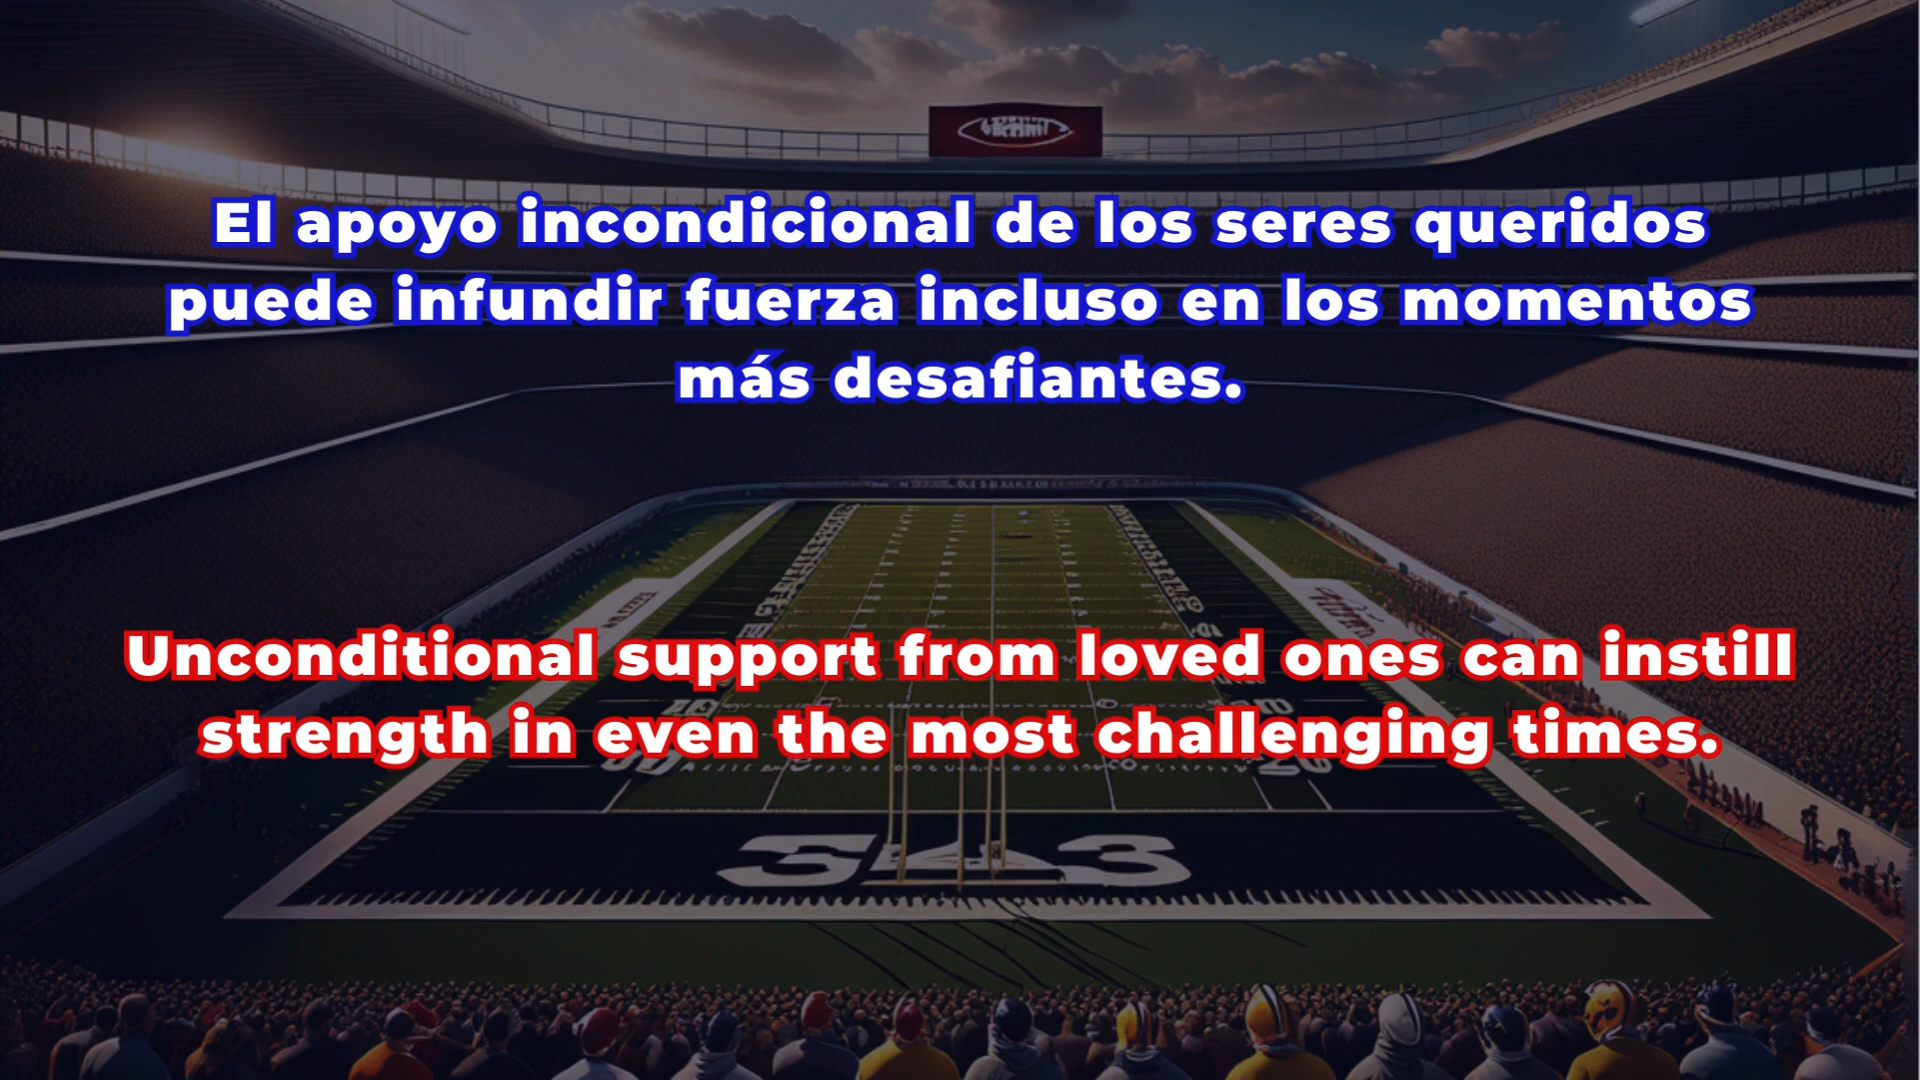 El apoyo incondicional de los seres queridos
puede infundir fuerza incluso en los momentos
más desafiantes.
Unconditional support from loved ones can instill
strength in even the most challenging times.